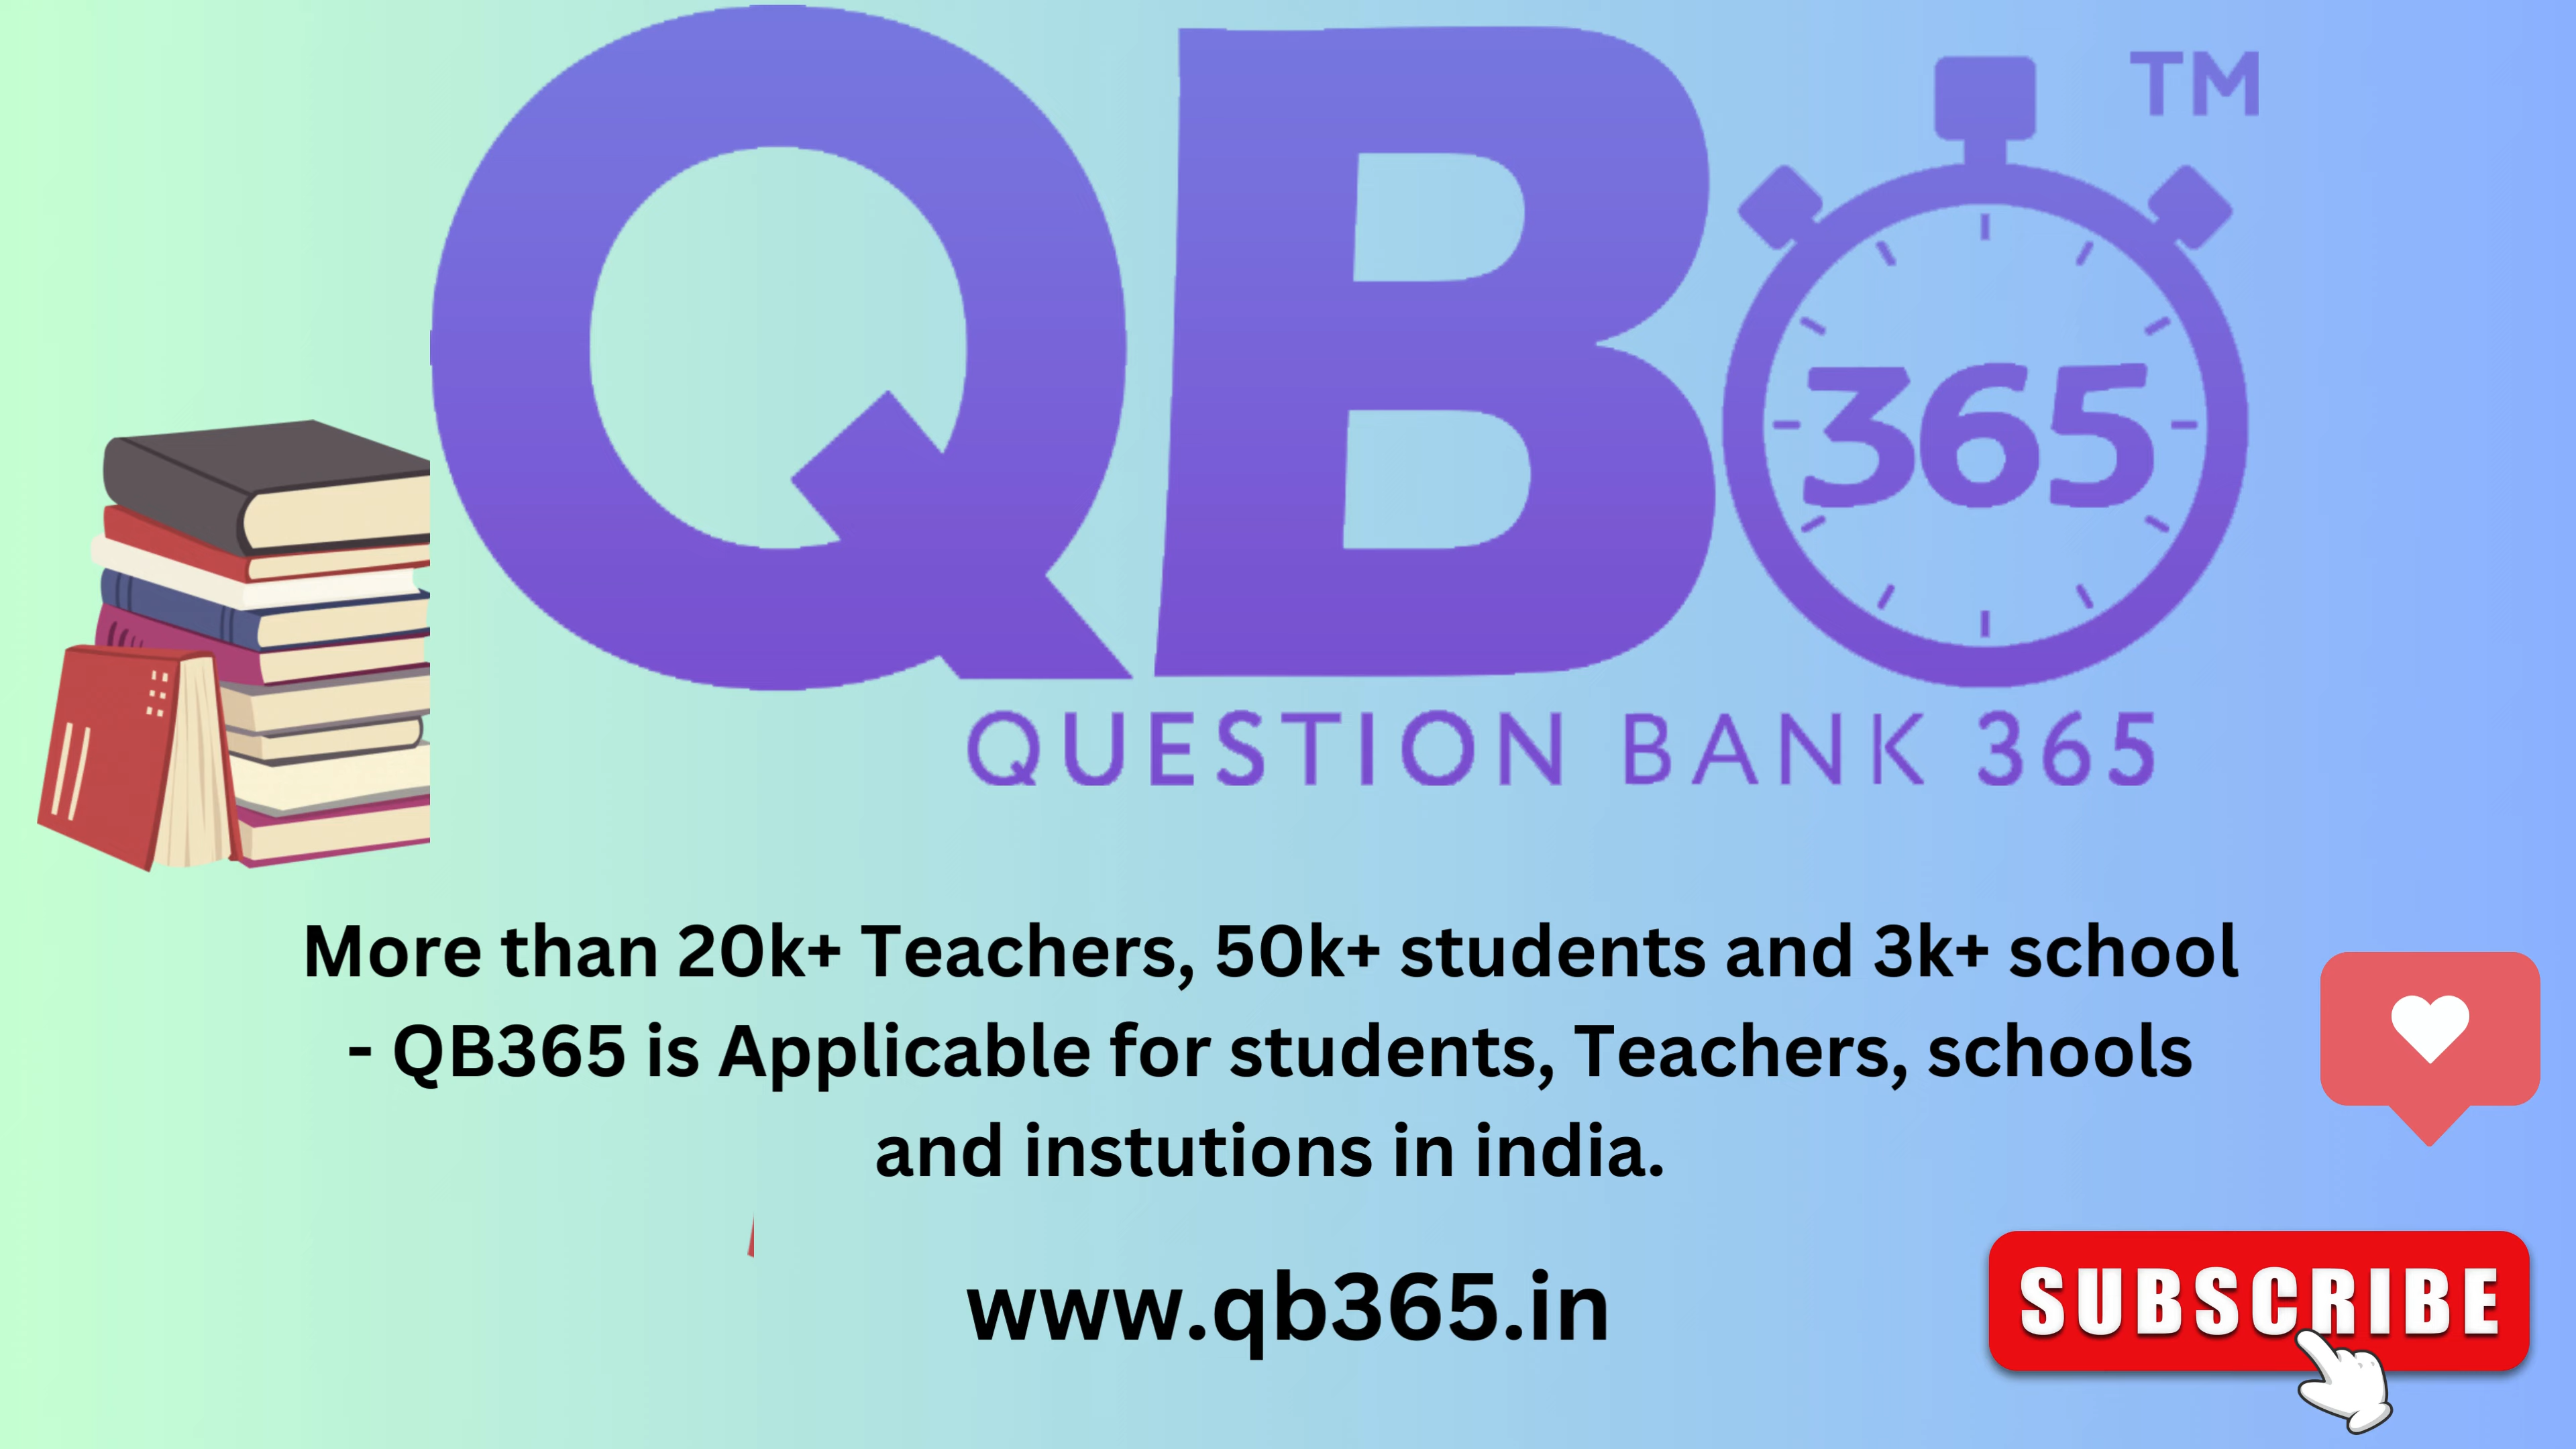 QB
TM
365
QUESTION BANK 365
More than 20k+ Teachers, 50k+ students and 3k+ school
- QB365 is Applicable for students, Teachers, schools
and instutions in india.
www.qb365.in
SUBSCRIBE